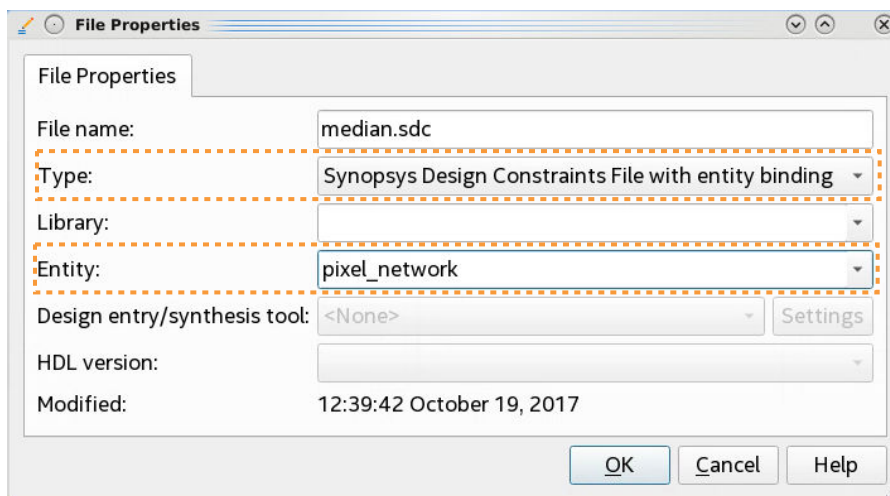 File Properties
File Properties
File name: median.sdc
Type: Synopsys Design Constraints File with entity binding
Library:
Entity: pixel_network
Design entry/synthesis tool: <None> Settings
HDL version:
Modified: 12:39:42 October 19, 2017
OK Cancel Help